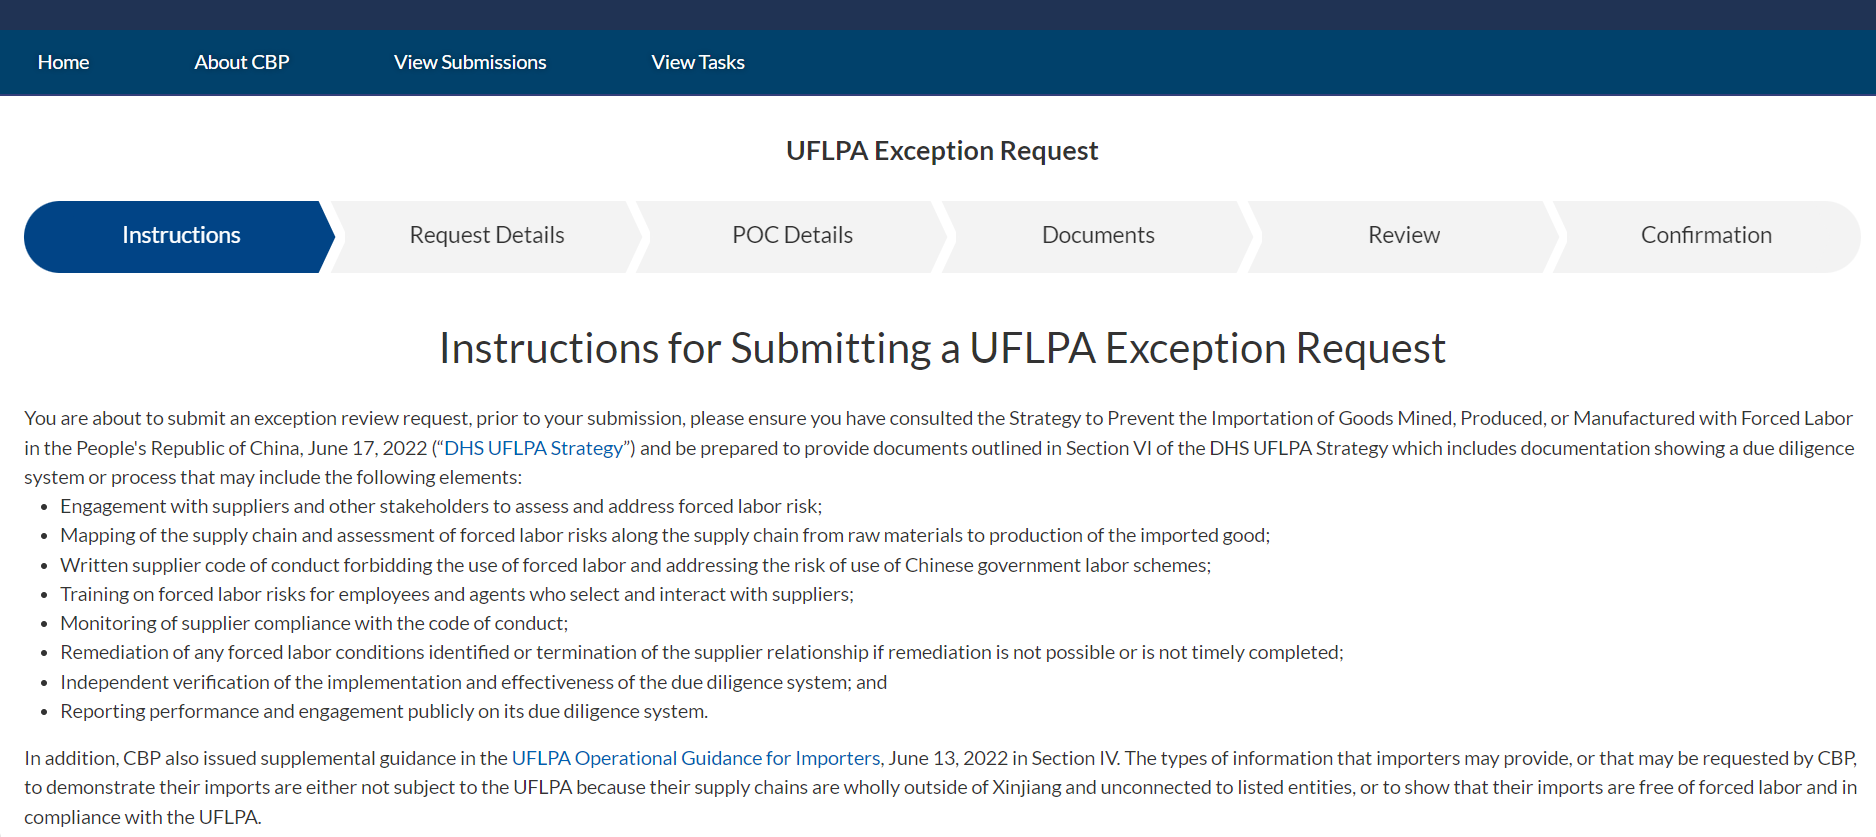 Home About CBP View Submissions View Tasks
UFLPA Exception Request
Instructions Request Details POC Details Documents Review Confirmation
Instructions for Submitting a UFLPA Exception Request
You are about to submit an exception review request, prior to your submission, please ensure you have consulted the Strategy to Prevent the Importation of Goods Mined, Produced, or Manufactured with Forced Labor
in the People's Republic of China, June 17, 2022 (“DHS UFLPA Strategy”) and be prepared to provide documents outlined in Section VI of the DHS UFLPA Strategy which includes documentation showing a due diligence
system or process that may include the following elements:
• Engagement with suppliers and other stakeholders to assess and address forced labor risk;
• Mapping of the supply chain and assessment of forced labor risks along the supply chain from raw materials to production of the imported good;
• Written supplier code of conduct forbidding the use of forced labor and addressing the risk of use of Chinese government labor schemes;
• Training on forced labor risks for employees and agents who select and interact with suppliers;
• Monitoring of supplier compliance with the code of conduct;
• Remediation of any forced labor conditions identified or termination of the supplier relationship if remediation is not possible or is not timely completed;
• Independent verification of the implementation and effectiveness of the due diligence system; and
• Reporting performance and engagement publicly on its due diligence system.
In addition, CBP also issued supplemental guidance in the UFLPA Operational Guidance for Importers, June 13, 2022 in Section IV. The types of information that importers may provide, or that may be requested by CBP,
to demonstrate their imports are either not subject to the UFLPA because their supply chains are wholly outside of Xinjiang and unconnected to listed entities, or to show that their imports are free of forced labor and in
compliance with the UFLPA.